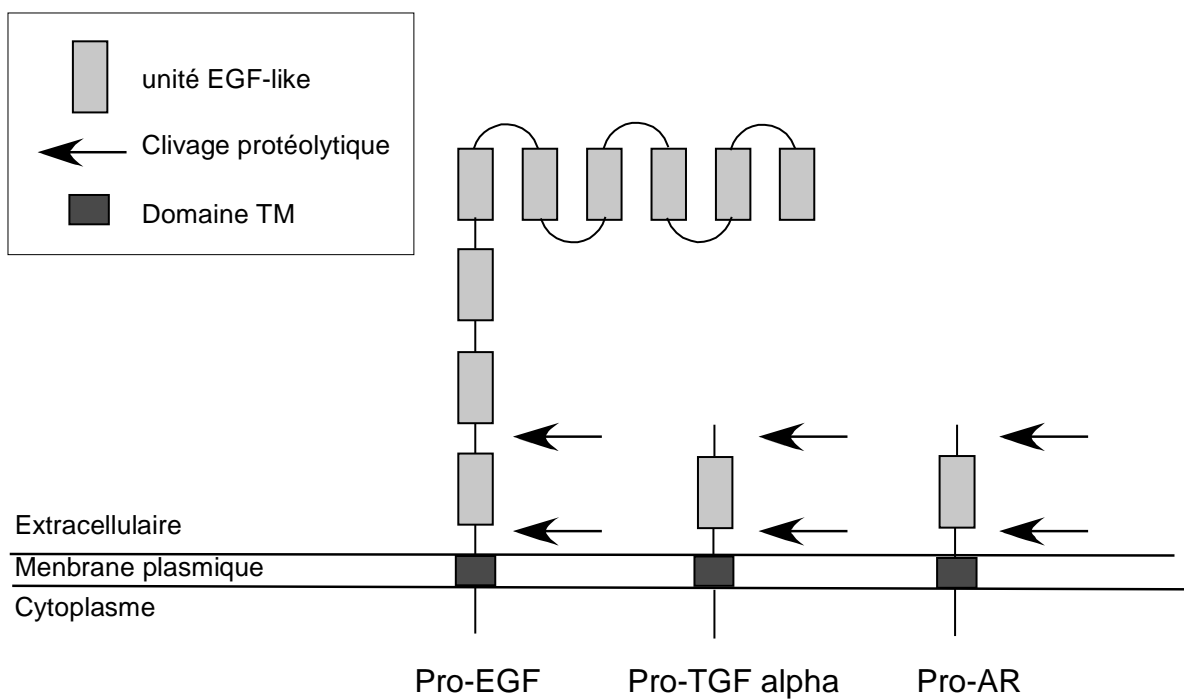 unité EGF-like
Clivage protéolytique
Domaine TM
Extracellulaire
Menbrane plasmique
Cytoplasme
Pro-EGF
Pro-TGF alpha
Pro-AR